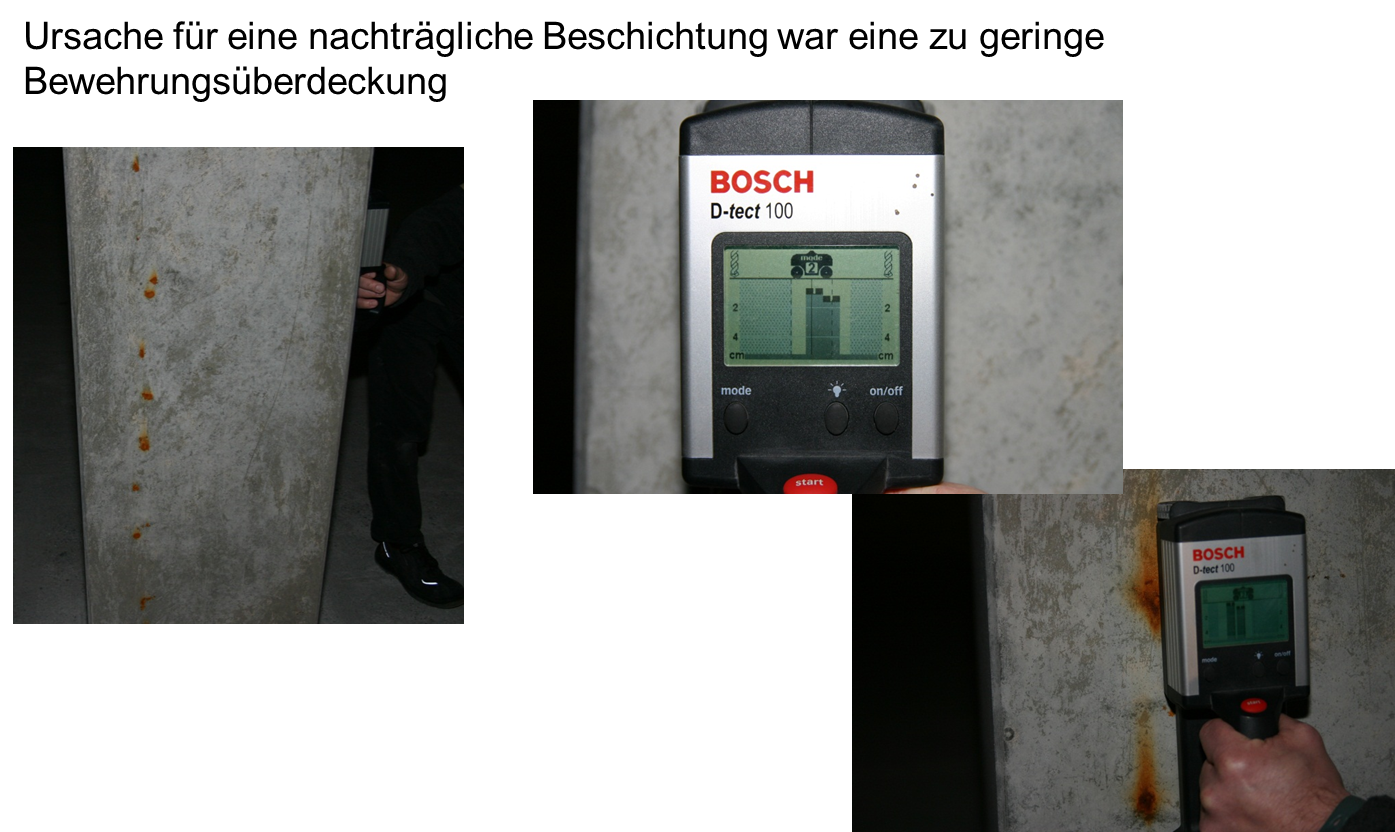 Ursache für eine nachträgliche Beschichtung war eine zu geringe
Bewehrungsüberdeckung
BOSCH
D-tect 100
mode
2
2 2
4 4
cm cm
mode on/off
start
BOSCH
D-tect 100
mode on/off
start